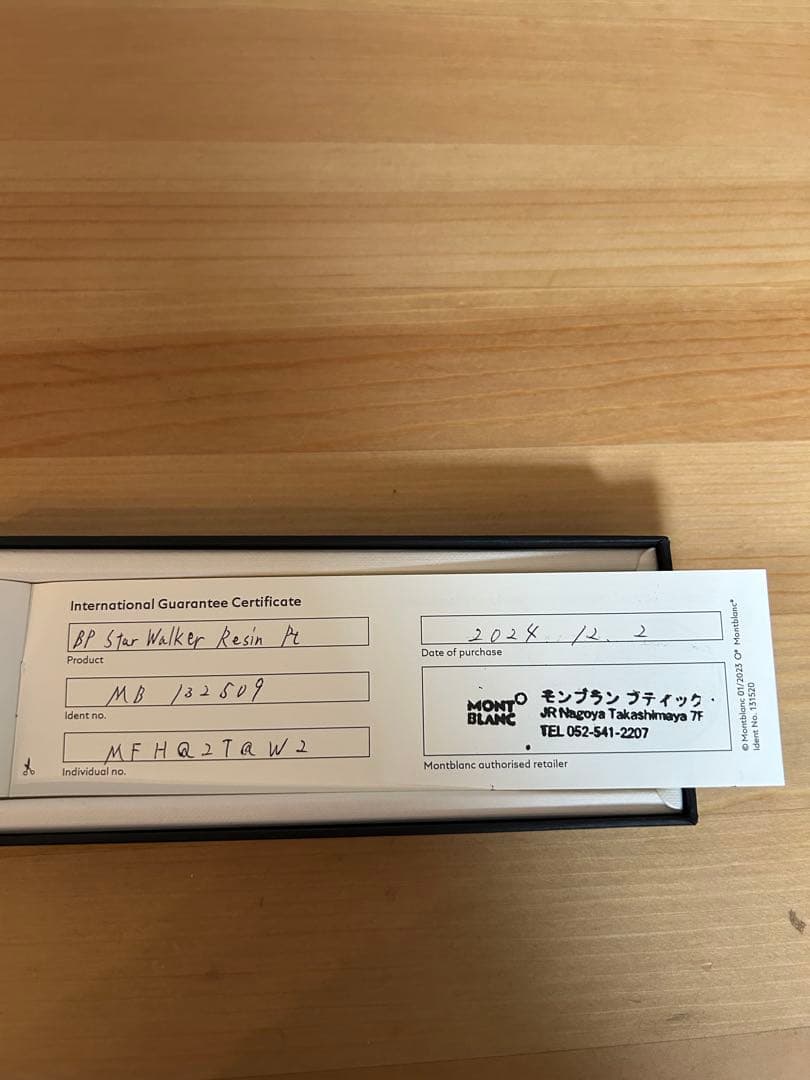 International Guarantee Certificate
BP Star Walker Resin Pt
Product
MB 132509
Ident no.
MFHQ2TQW2
Individual no.
2024. 12. 2
Date of purchase
MONT
BLANC
モンブラン ブティック
JR Nagoya Takashimaya 7F
TEL 052-541-2207
Montblanc authorised retailer
© Montblanc 01/2023 Montblanc®
Ident No. 131520